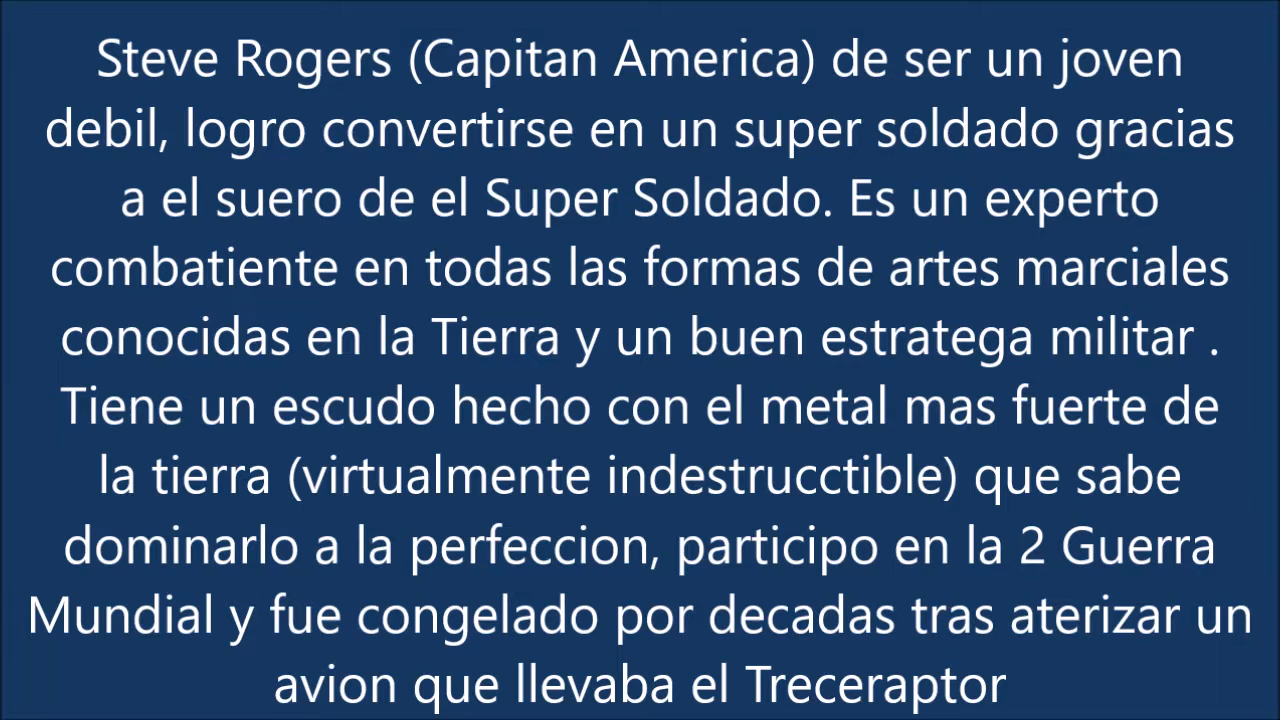 Steve Rogers (Capitan America) de ser un joven
debil, logro convertirse en un super soldado gracias
a el suero de el Super Soldado. Es un experto
combatiente en todas las formas de artes marciales
conocidas en la Tierra y un buen estratega militar .
Tiene un escudo hecho con el metal mas fuerte de
la tierra (virtualmente indestrucctible) que sabe
dominarlo a la perfeccion, participo en la 2 Guerra
Mundial y fue congelado por decadas tras aterizar un
avion que llevaba el Treceraptor